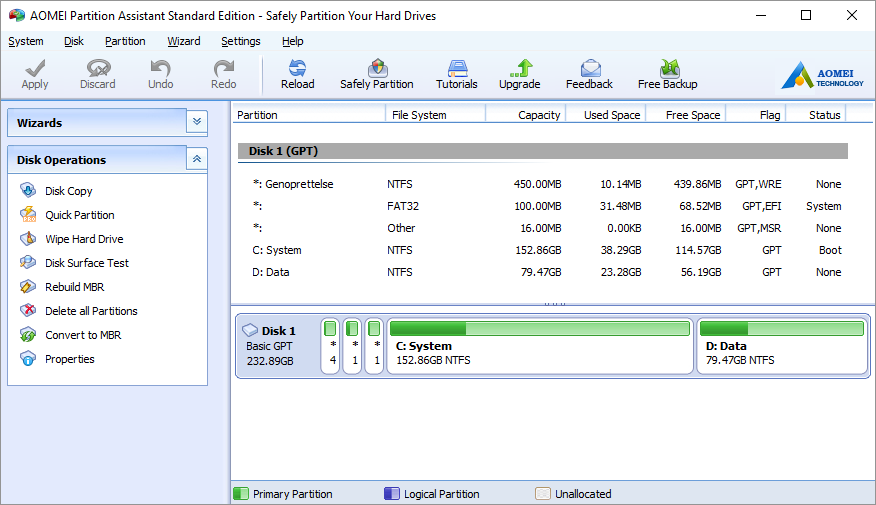 AOMEI Partition Assistant Standard Edition - Safely Partition Your Hard Drives
System Disk Partition Wizard Settings Help
Apply Discard Undo Redo Reload Safely Partition Tutorials Upgrade Feedback Free Backup
AOMEI
TECHNOLOGY
Wizards
Disk Operations
Disk Copy
Quick Partition
Wipe Hard Drive
Disk Surface Test
Rebuild MBR
Delete all Partitions
Convert to MBR
Properties
Partition File System Capacity Used Space Free Space Flag Status
Disk 1 (GPT)
*: Genoprettelse NTFS 450.00MB 10.14MB 439.86MB GPT,WRE None
*: FAT32 100.00MB 31.48MB 68.52MB GPT,EFI System
*: Other 16.00MB 0.00KB 16.00MB GPT,MSR None
C: System NTFS 152.86GB 38.29GB 114.57GB GPT Boot
D: Data NTFS 79.47GB 23.28GB 56.19GB GPT None
Disk 1
Basic GPT
232.89GB
*
4
*
1
*
1
C: System
152.86GB NTFS
D: Data
79.47GB NTFS
Primary Partition Logical Partition Unallocated